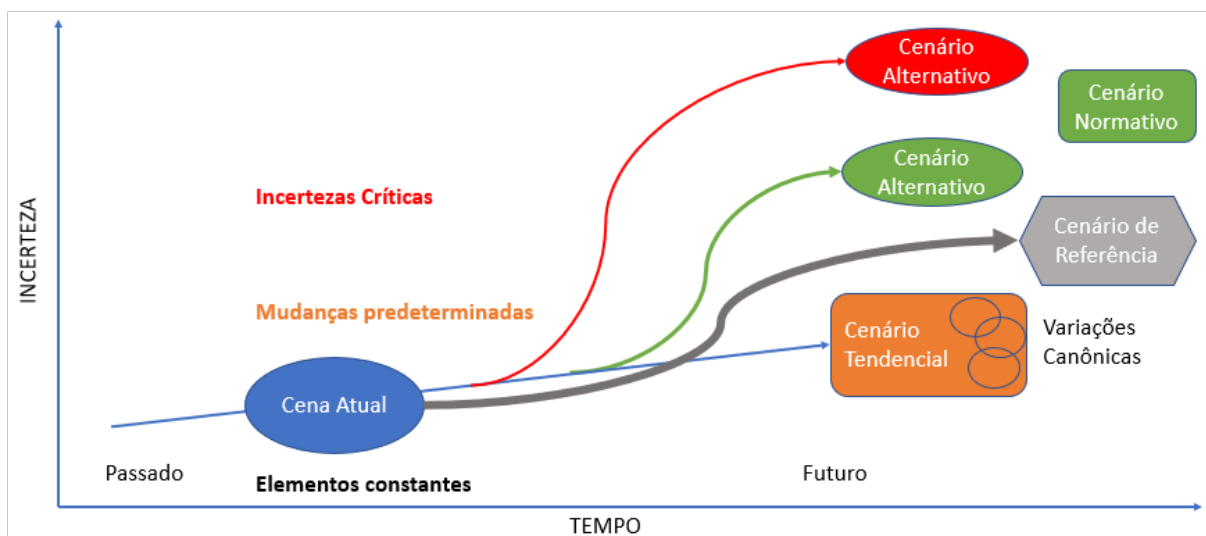 Cenário
Alternativo
Cenário
Normativo
Cenário
Alternativo
Incertezas Críticas
INCERTEZA
Cenário de
Referência
Mudanças predeterminadas
Cenário
Tendencial
Variações
Canônicas
Cena Atual
Passado
Elementos constantes
Futuro
TEMPO